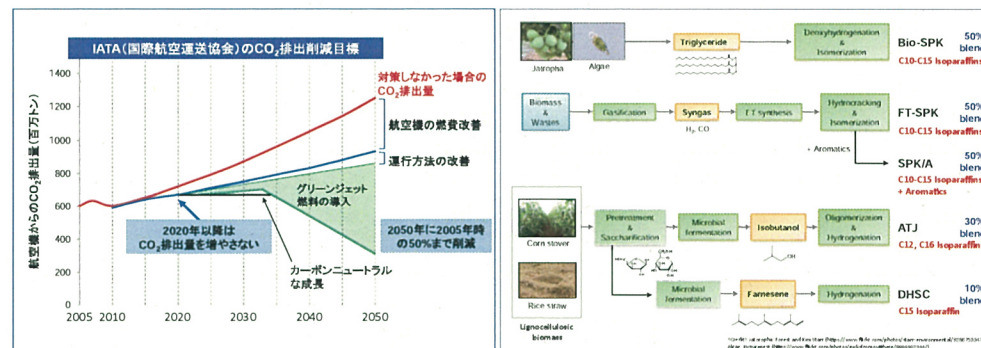 IATA(国際航空運送協会)のCO2排出削減目標
航空機からのCO2排出量(百万トン)
1400
1200
1000
800
600
400
200
0
2005 2010 2020 2030 2040 2050
対策しなかった場合の
CO2排出量
航空機の燃費改善
運行方法の改善
グリーンジェット
燃料の導入
2020年以降は
CO2排出量を増やさない
2050年に2005年時
の50%まで削減
カーボンニュートラル
な成長
Jatropha
Algae
Triglyceride
Deoxyhydrogenation
&
Isomerization
Bio-SPK
50%
blend
C10-C15 Isoparaffins
Biomass
&
Wastes
Gasification
Syngas
H2, CO
FT synthesis
Hydrocracking
&
Isomerization
FT-SPK
50%
blend
C10-C15 Isoparaffins
+ Aromatics
SPK/A
50%
blend
C10-C15 Isoparaffins
+ Aromatics
Corn stover
Rice straw
Lignocellulosic
biomass
Pretreatment
&
Saccharification
Microbial
fermentation
Isobutanol
Oligomerization
& Hydrogenation
ATJ
30%
blend
C12, C16 Isoparaffins
Microbial
fermentation
Farnesene
Hydrogenation
DHSC
10%
blend
C15 Isoparaffin